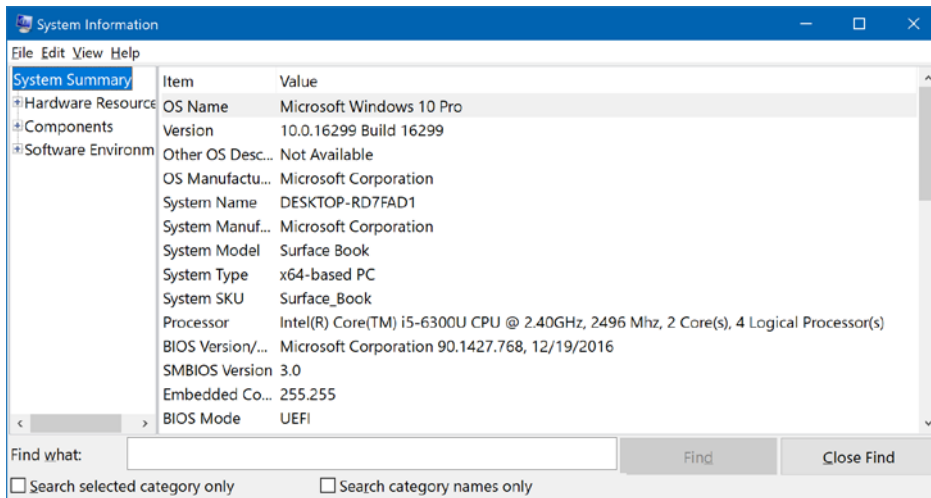 System Information
File Edit View Help
System Summary
Hardware Resource
Components
Software Environm
Item Value
OS Name Microsoft Windows 10 Pro
Version 10.0.16299 Build 16299
Other OS Desc... Not Available
OS Manufactu... Microsoft Corporation
System Name DESKTOP-RD7FAD1
System Manuf... Microsoft Corporation
System Model Surface Book
System Type x64-based PC
System SKU Surface_Book
Processor Intel(R) Core(TM) i5-6300U CPU @ 2.40GHz, 2496 Mhz, 2 Core(s), 4 Logical Processor(s)
BIOS Version/... Microsoft Corporation 90.1427.768, 12/19/2016
SMBIOS Version 3.0
Embedded Co... 255.255
BIOS Mode UEFI
Find what: Find Close Find
Search selected category only Search category names only